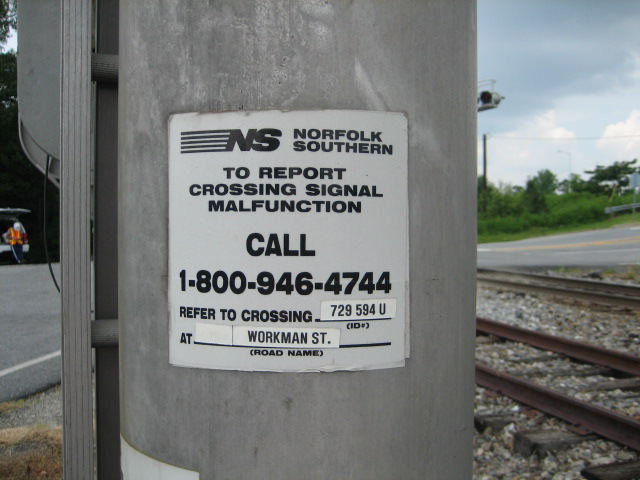 NS NORFOLK
SOUTHERN
TO REPORT
CROSSING SIGNAL
MALFUNCTION
CALL
1-800-946-4744
REFER TO CROSSING 729 594 U
(ID#)
AT WORKMAN ST.
(ROAD NAME)